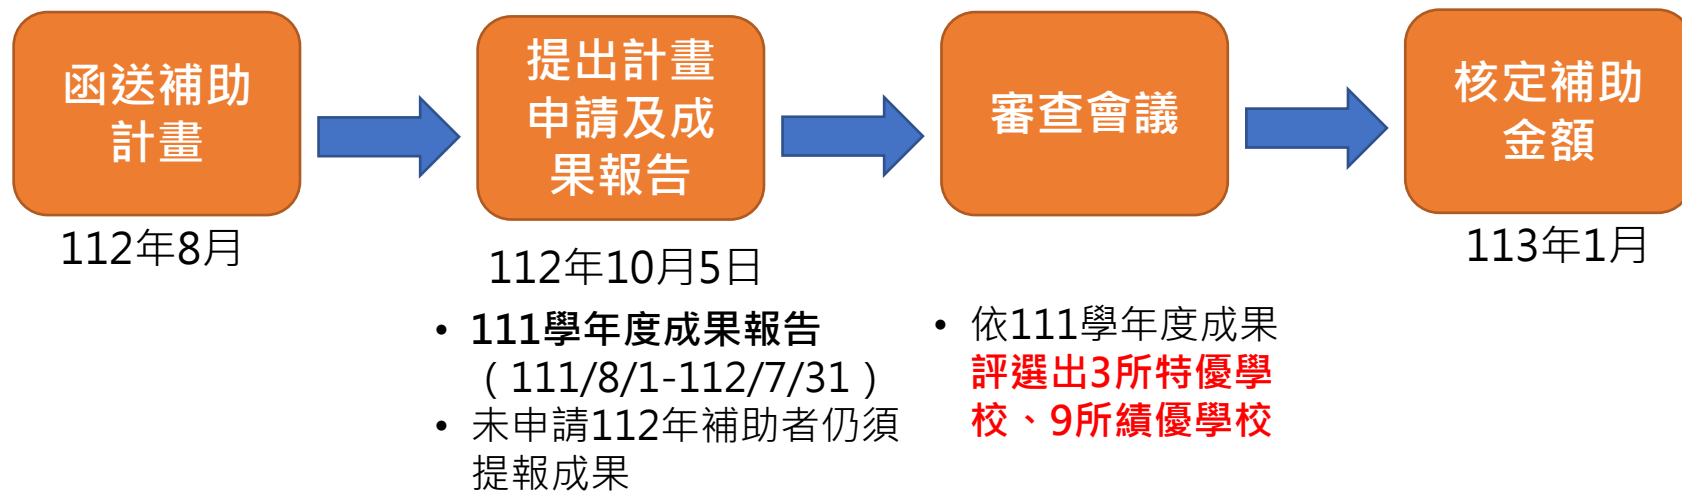 函送補助
計畫
112年8月
提出計畫
申請及成
果報告
112年10月5日
• 111學年度成果報告
（111/8/1-112/7/31）
• 未申請112年補助者仍須
提報成果
審查會議
• 依111學年度成果
評選出3所特優學
校、9所績優學校
核定補助
金額
113年1月